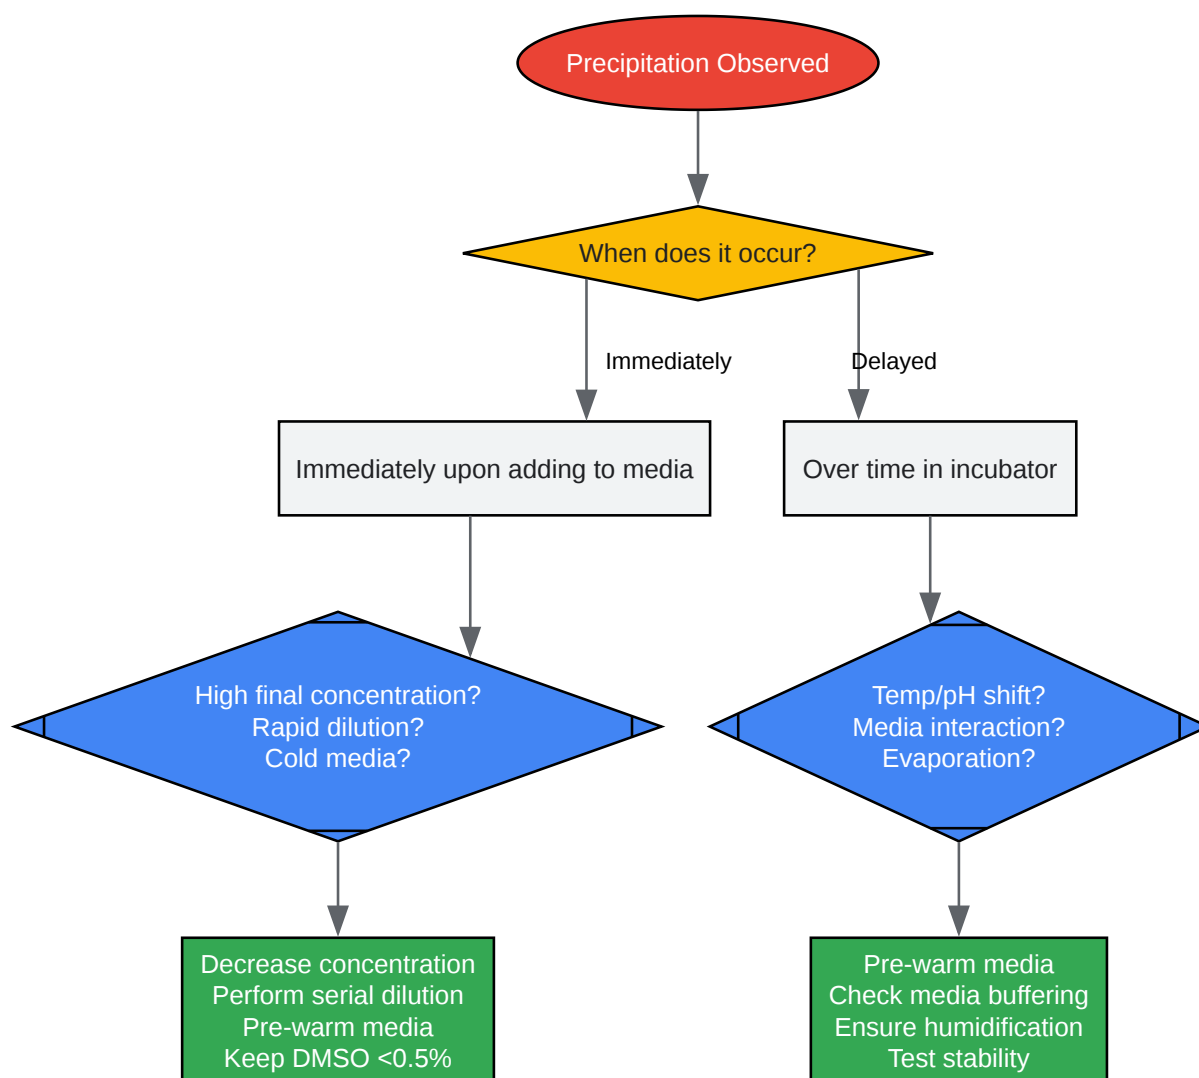 Precipitation Observed
When does it occur?
Immediately
Delayed
Immediately upon adding to media
Over time in incubator
High final concentration?
Rapid dilution?
Cold media?
Temp/pH shift?
Media interaction?
Evaporation?
Decrease concentration
Perform serial dilution
Pre-warm media
Keep DMSO <0.5%
Pre-warm media
Check media buffering
Ensure humidification
Test stability